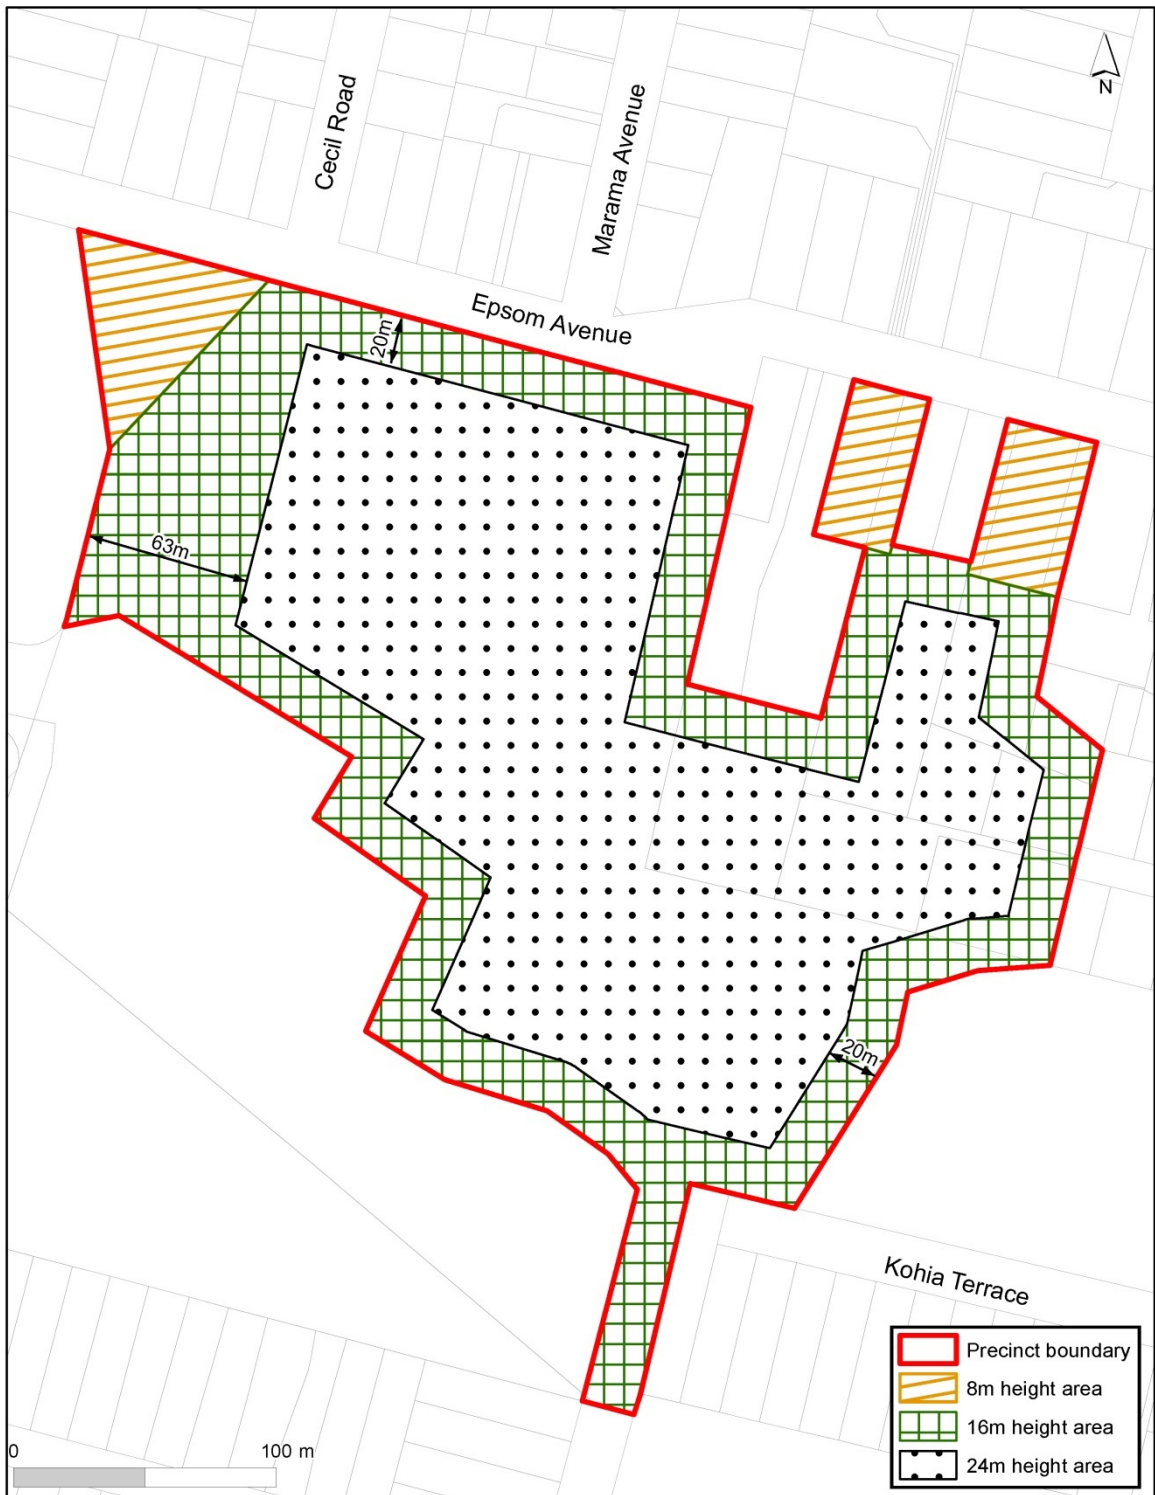 N
Cecil Road
Marama Avenue
Epsom Avenue
20m
63m
20m
Kohia Terrace
Precinct boundary
8m height area
16m height area
24m height area
0 100 m